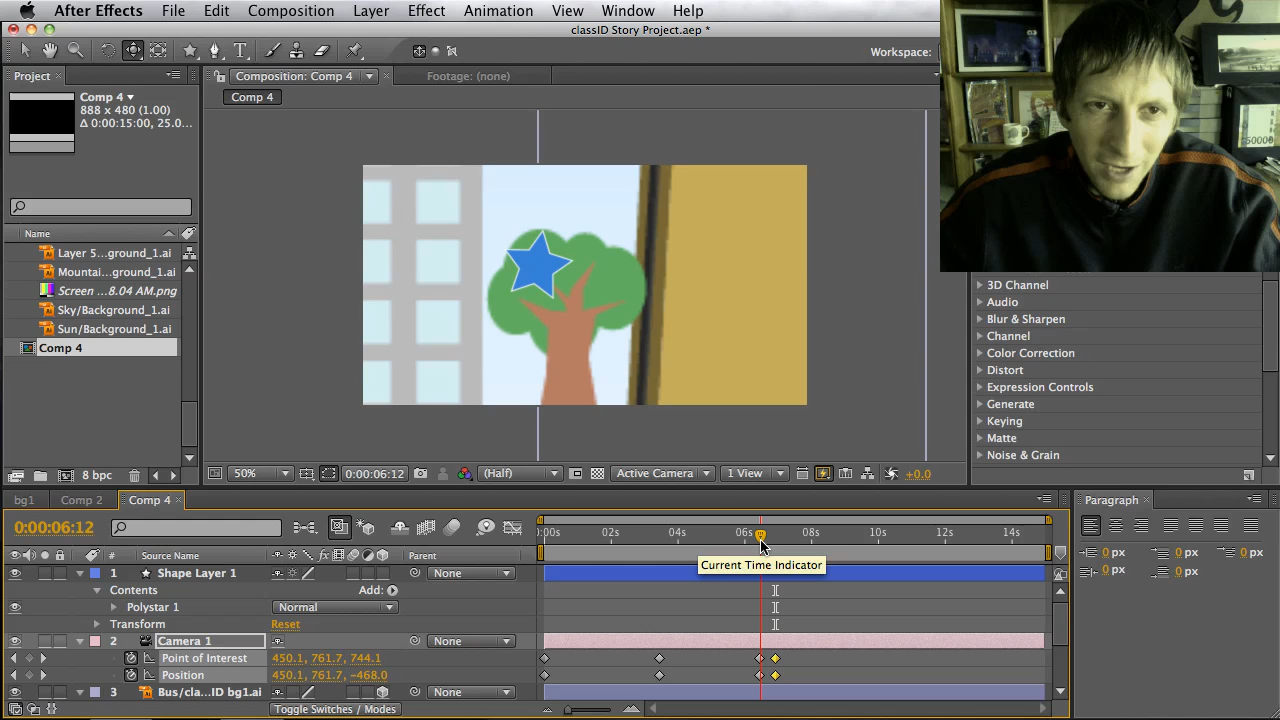 After Effects File Edit Composition Layer Effect Animation View Window Help
classID Story Project.aep *
Workspace:
Project
Composition: Comp 4
Footage: (none)
Comp 4
Comp 4
888 x 480 (1.00)
Δ 0:00:15:00, 25.0...
50000
Name
Layer 5...ground_1.ai
Mountai...ground_1.ai
Screen ...8.04 AM.png
Sky/Background_1.ai
Sun/Background_1.ai
Comp 4
3D Channel
Audio
Blur & Sharpen
Channel
Color Correction
Distort
Expression Controls
Generate
Keying
Matte
Noise & Grain
8 bpc
50%
0:00:06:12
(Half)
Active Camera
1 View
+0.0
bg1
Comp 2
Comp 4
Paragraph
0:00:06:12
:00s 02s 04s 06s 08s 10s 12s 14s
+0 px +0 px +0 px
+0 px +0 px
# Source Name Parent
Current Time Indicator
1 Shape Layer 1 None
Contents Add:
Polystar 1 Normal
Transform Reset
2 Camera 1 None
Point of Interest 450.1, 761.7, 744.1
Position 450.1, 761.7, -468.0
3 Bus/cla...ID bg1.ai None
Toggle Switches / Modes